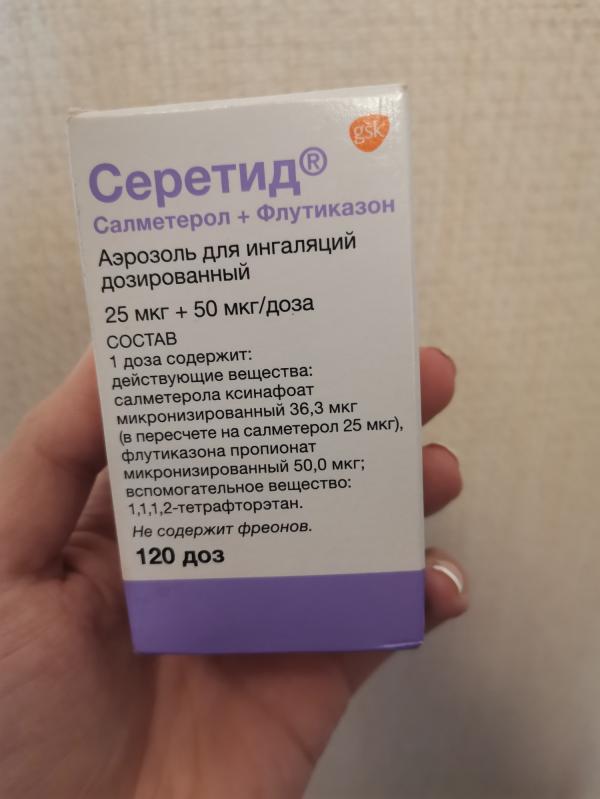 gsk
Серетид®
Салметерол + Флутиказон
Аэрозоль для ингаляций
дозированный
25 мкг + 50 мкг/доза
СОСТАВ
1 доза содержит:
действующие вещества:
салметерола ксинафоат
микронизированный 36,3 мкг
(в пересчете на салметерол 25 мкг),
флутиказона пропионат
микронизированный 50,0 мкг;
вспомогательное вещество:
1,1,1,2-тетрафторэтан.
Не содержит фреонов.
120 доз